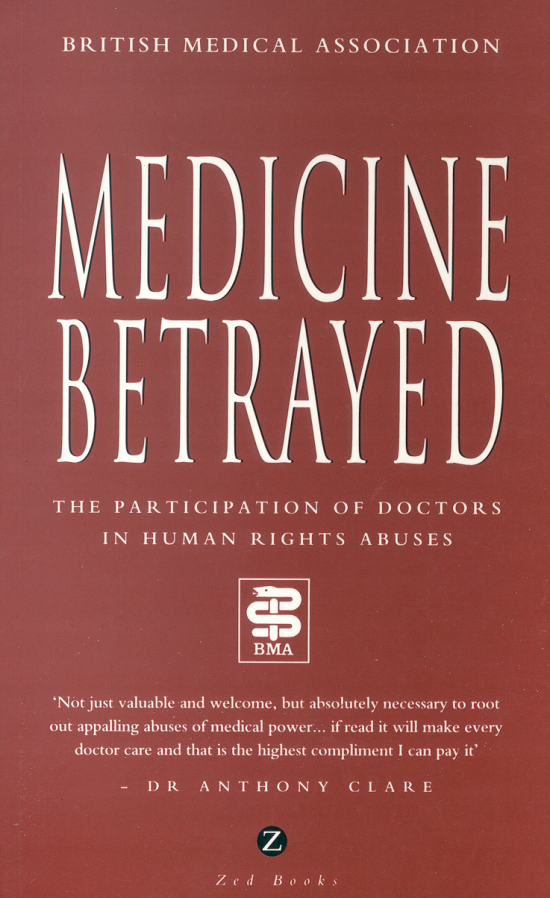 BRITISH MEDICAL ASSOCIATION
MEDICINE
BETRAYED
THE PARTICIPATION OF DOCTORS
IN HUMAN RIGHTS ABUSES
BMA
‘Not just valuable and welcome, but absolutely necessary to root
out appalling abuses of medical power... if read it will make every
doctor care and that is the highest compliment I can pay it’
– DR ANTHONY CLARE
Z
Zed Books